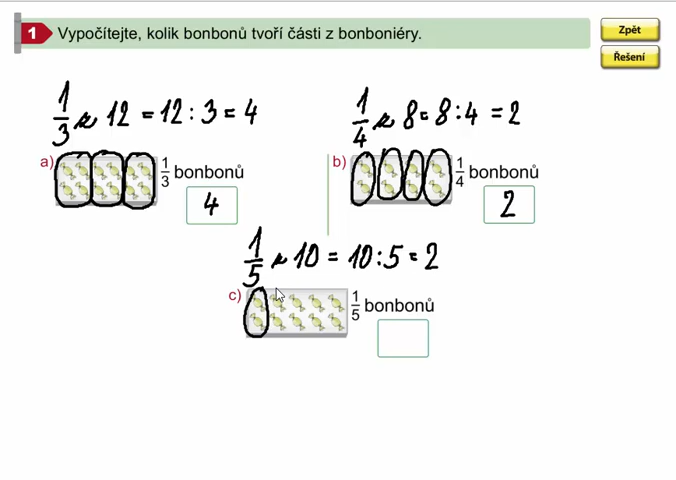 1 Vypočítejte, kolik bonbonů tvoří části z bonboniéry.
Zpět
Řešení
1/3 z 12 = 12 : 3 = 4
a) 1/3 bonbonů
4
1/4 z 8 = 8 : 4 = 2
b) 1/4 bonbonů
2
1/5 z 10 = 10 : 5 = 2
c) 1/5 bonbonů